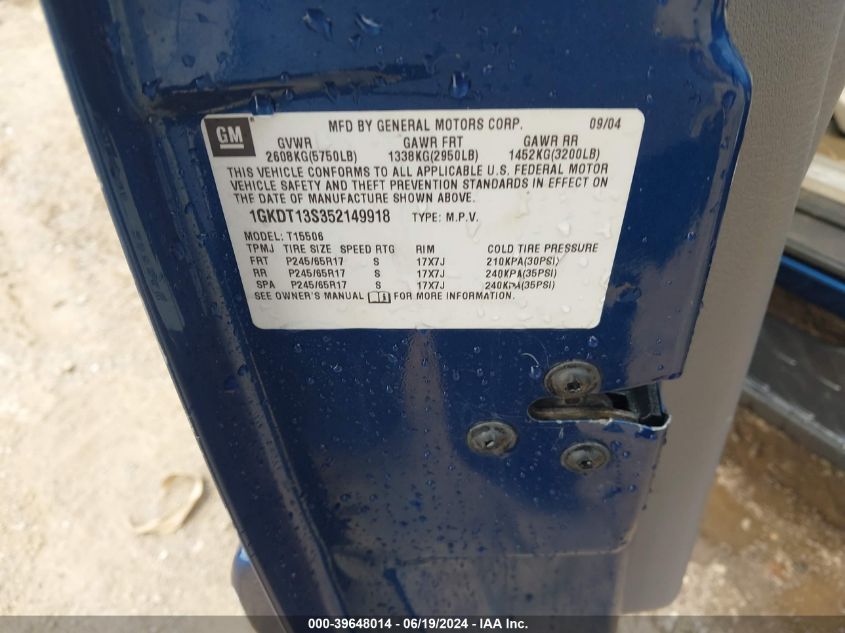 GM
MFD BY GENERAL MOTORS CORP. 09/04
GVWR GAWR FRT GAWR RR
2608KG(5750LB) 1338KG(2950LB) 1452KG(3200LB)
THIS VEHICLE CONFORMS TO ALL APPLICABLE U.S. FEDERAL MOTOR
VEHICLE SAFETY AND THEFT PREVENTION STANDARDS IN EFFECT ON
THE DATE OF MANUFACTURE SHOWN ABOVE.
1GKDT13S352149918 TYPE: M.P.V.
MODEL: T15506
TPMJ TIRE SIZE SPEED RTG RIM COLD TIRE PRESSURE
FRT P245/65R17 S 17X7J 210KPA(30PSI)
RR P245/65R17 S 17X7J 240KPA(35PSI)
SPA P245/65R17 S 17X7J 240KPA(35PSI)
SEE OWNER'S MANUAL FOR MORE INFORMATION.
000-39648014 - 06/19/2024 - IAA Inc.